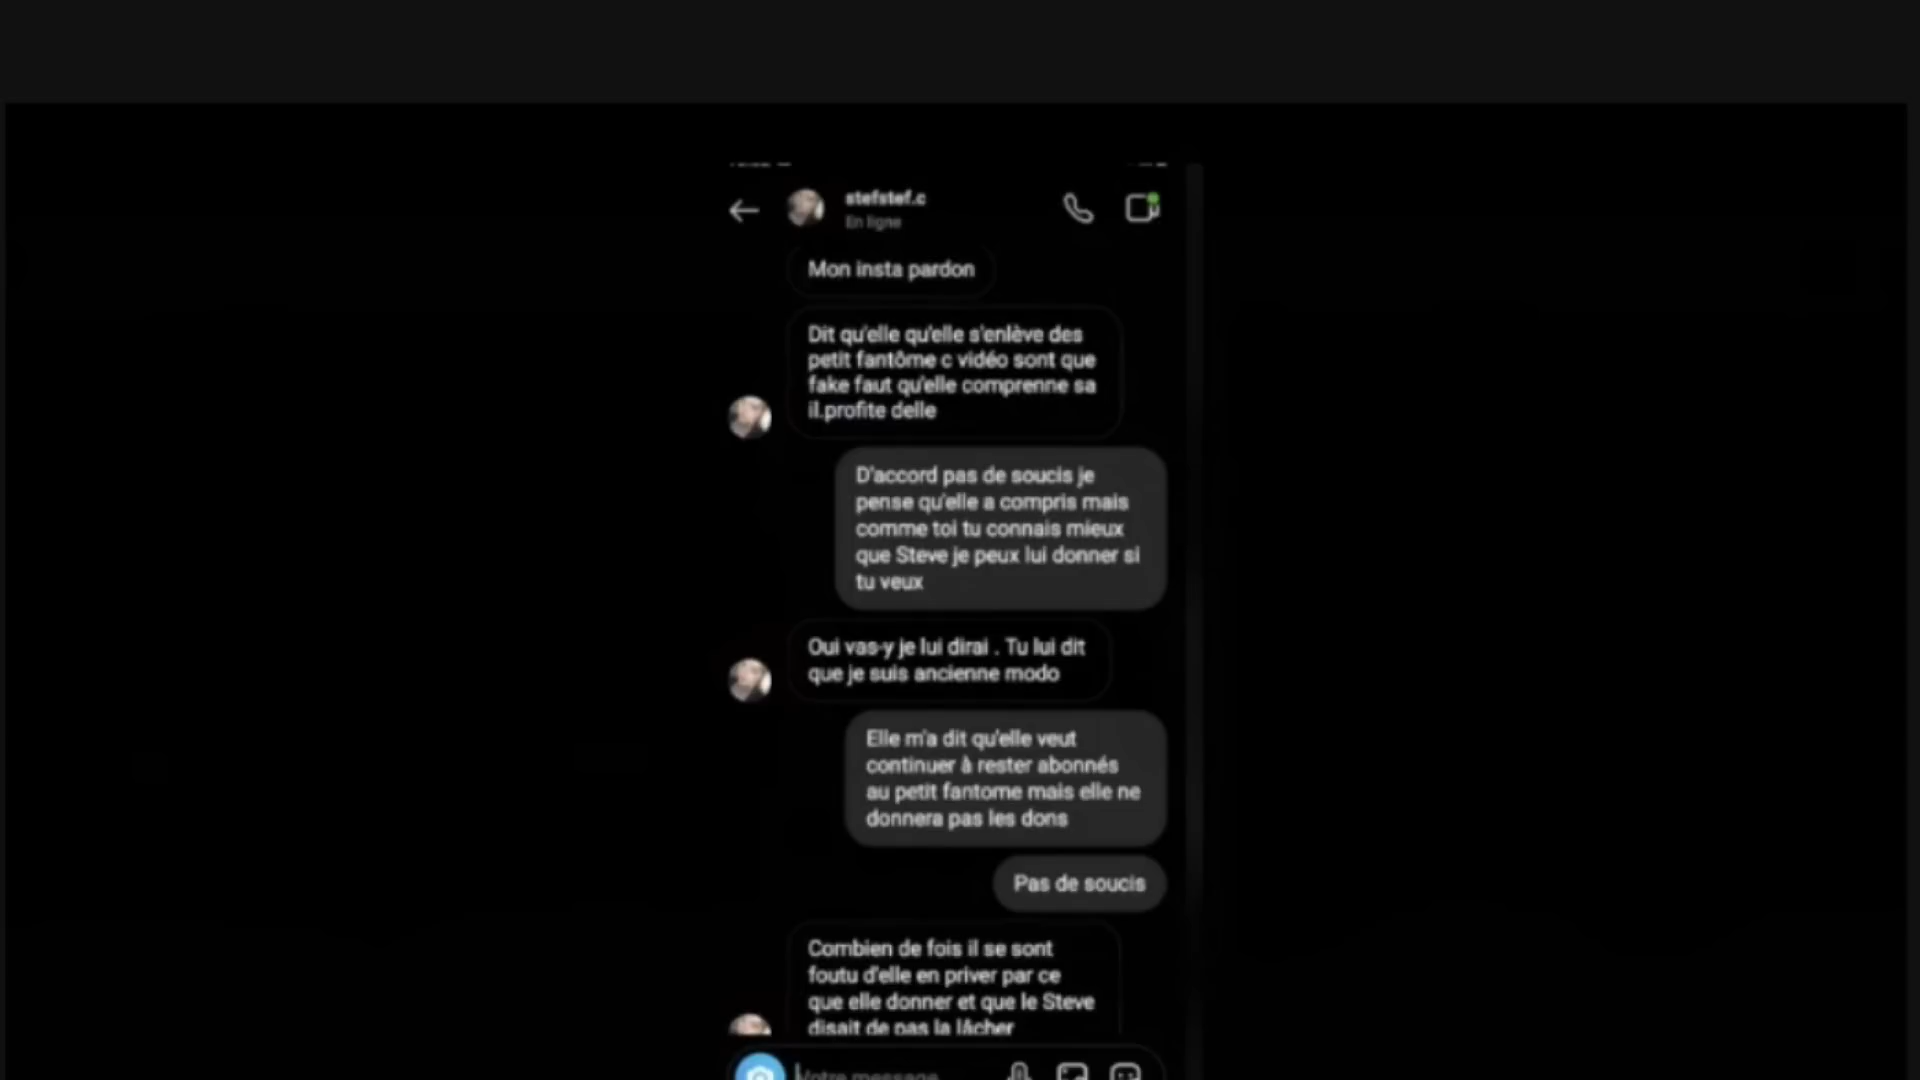 stefstef.c
En ligne
Mon insta pardon
Dit qu'elle qu'elle s'enlève des
petit fantôme c vidéo sont que
fake faut qu'elle comprenne sa
il.profite delle
D'accord pas de soucis je
pense qu'elle a compris mais
comme toi tu connais mieux
que Steve je peux lui donner si
tu veux
Oui vas-y je lui dirai . Tu lui dit
que je suis ancienne modo
Elle m'a dit qu'elle veut
continuer à rester abonnés
au petit fantome mais elle ne
donnera pas les dons
Pas de soucis
Combien de fois il se sont
foutu d'elle en priver par ce
que elle donner et que le Steve
disait de pas la lâcher
Votre message